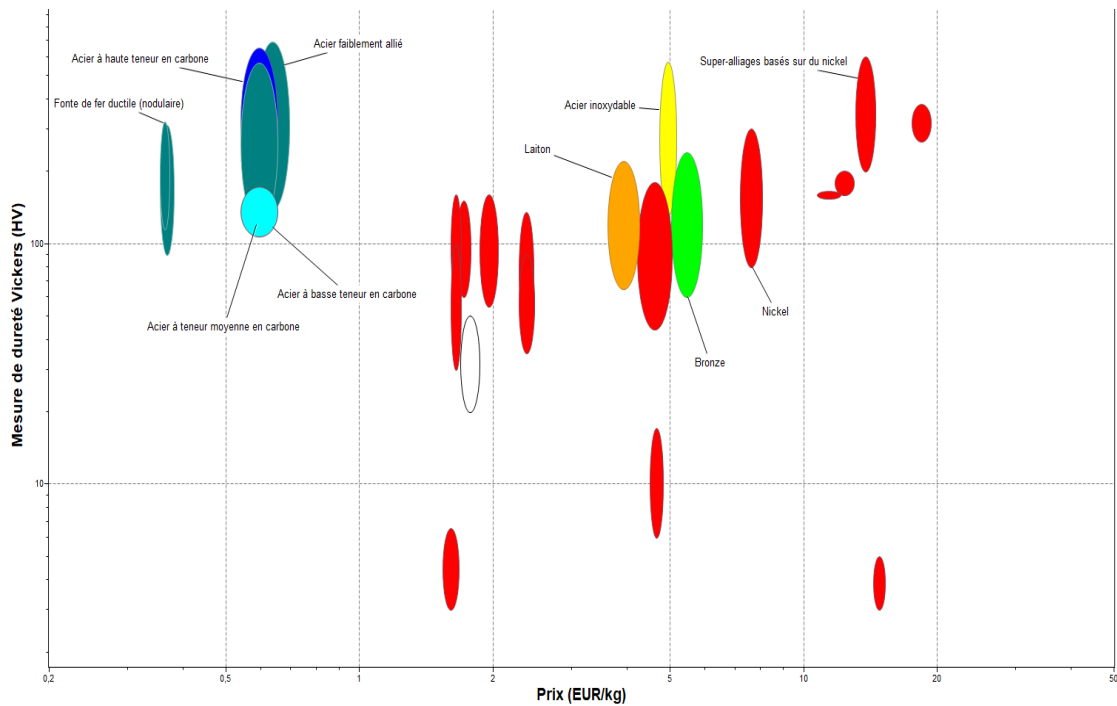 Acier faiblement allié
Acier à haute teneur en carbone
Super-alliages basés sur du nickel
Fonte de fer ductile (nodulaire)
Acier inoxydable
Laiton
100
Acier à basse teneur en carbone
Nickel
Acier à teneur moyenne en carbone
Bronze
10
Mesure de dureté Vickers (HV)
0,2
0,5
1
2
5
10
20
50
Prix (EUR/kg)